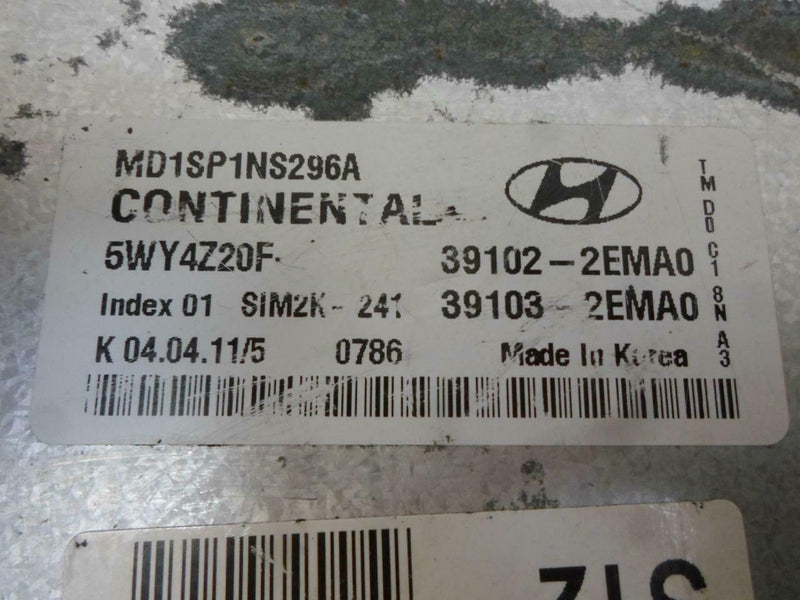 MD1SP1NS296A
CONTINENTAL
5WY4Z20F 39102-2EMA0
Index 01 SIM2K-241 39103-2EMA0
K 04.04.11/5 0786 Made In Korea
TM D0 C1 8N A3